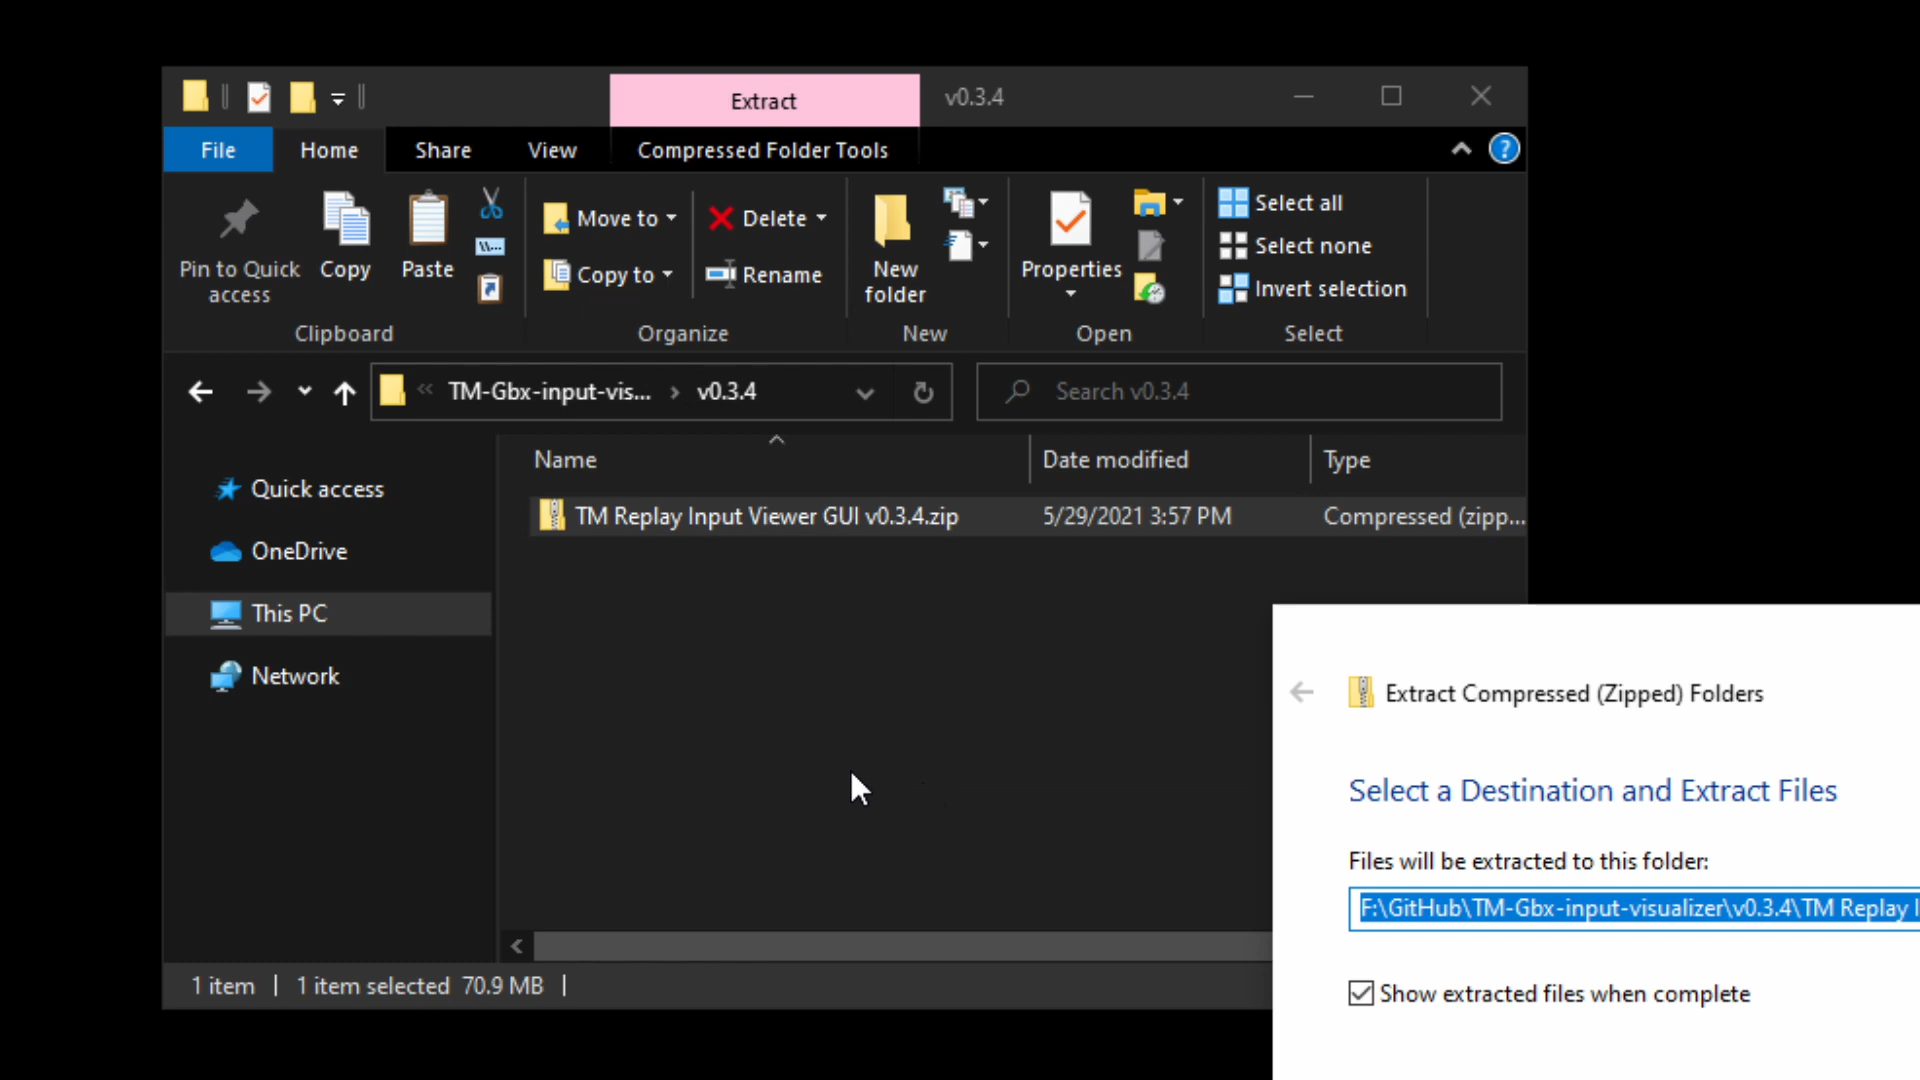 Extract
v0.3.4
File
Home
Share
View
Compressed Folder Tools
Pin to Quick
access
Copy
Paste
Move to
Copy to
Delete
Rename
New
folder
Properties
Select all
Select none
Invert selection
Clipboard
Organize
New
Open
Select
« TM-Gbx-input-vis... › v0.3.4
Search v0.3.4
Quick access
OneDrive
This PC
Network
Name
Date modified
Type
TM Replay Input Viewer GUI v0.3.4.zip
5/29/2021 3:57 PM
Compressed (zipp...
Extract Compressed (Zipped) Folders
Select a Destination and Extract Files
Files will be extracted to this folder:
F:\GitHub\TM-Gbx-input-visualizer\v0.3.4\TM Replay I
Show extracted files when complete
1 item
1 item selected 70.9 MB